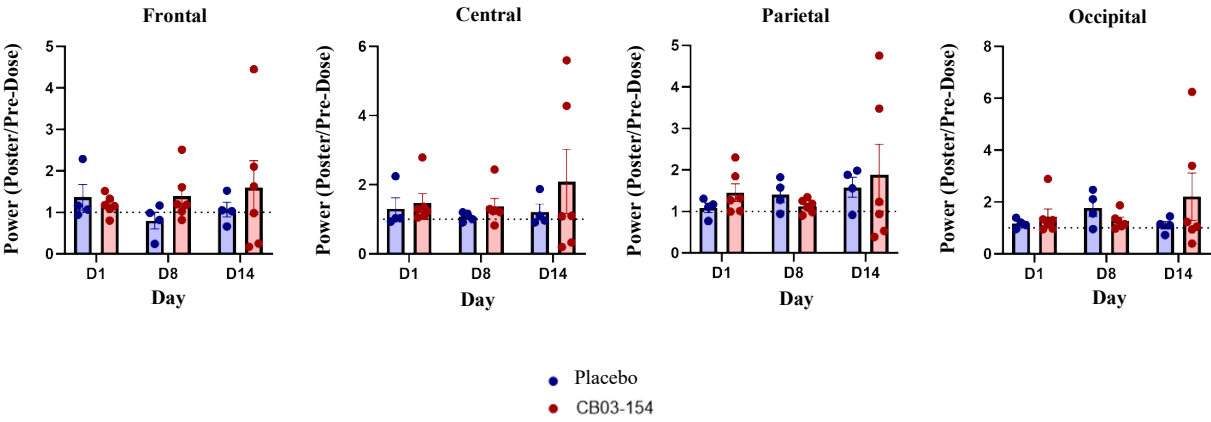 Frontal
Central
Parietal
Occipital
Power (Poster/Pre-Dose)
5
4
3
2
1
0
D1
D8
D14
Day
Power (Poster/Pre-Dose)
6
4
2
0
D1
D8
D14
Day
Power (Poster/Pre-Dose)
5
4
3
2
1
0
D1
D8
D14
Day
Power (Poster/Pre-Dose)
8
6
4
2
0
D1
D8
D14
Day
Placebo
CB03-154